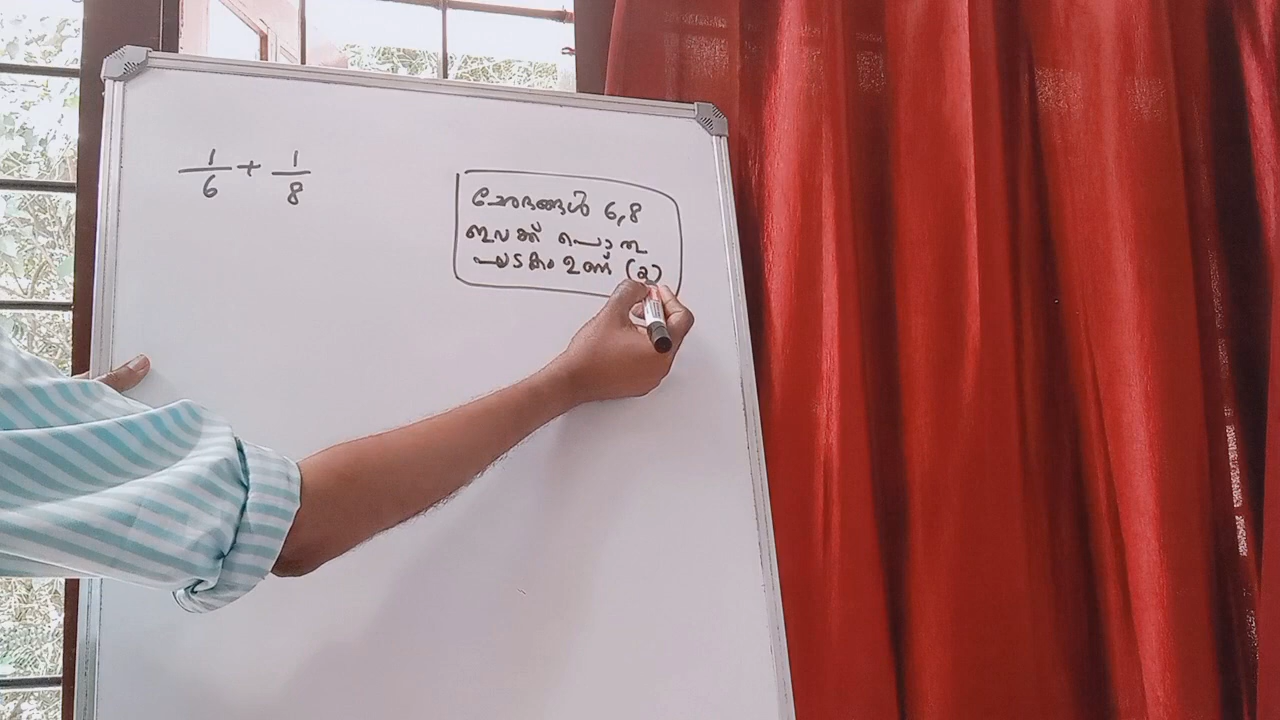 1/6 + 1/8
ഛേദങ്ങൾ 6,8
ഇവക്ക് പൊതു
ഘടകം ഉണ്ട് (2)